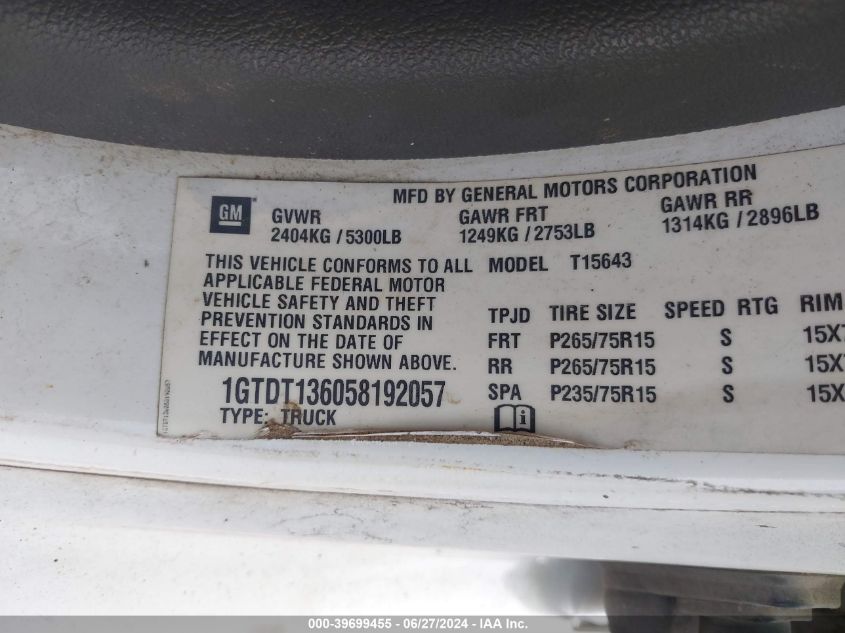 MFD BY GENERAL MOTORS CORPORATION
GM
GVWR GAWR FRT GAWR RR
2404KG / 5300LB 1249KG / 2753LB 1314KG / 2896LB
THIS VEHICLE CONFORMS TO ALL MODEL T15643
APPLICABLE FEDERAL MOTOR
VEHICLE SAFETY AND THEFT
PREVENTION STANDARDS IN
EFFECT ON THE DATE OF
MANUFACTURE SHOWN ABOVE.
TPJD TIRE SIZE SPEED RTG RIM
FRT P265/75R15 S 15X7
RR P265/75R15 S 15X7
SPA P235/75R15 S 15X
1GTDT136058192057
TYPE: TRUCK
i
000-39699455 - 06/27/2024 - IAA Inc.